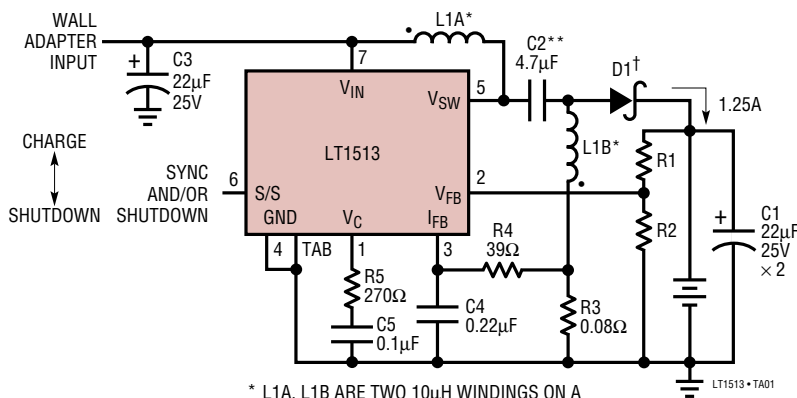 WALL
ADAPTER
INPUT
L1A*
C2**
4.7µF
D1†
1.25A
+
C3
22µF
25V
7
VIN
5
VSW
LT1513
CHARGE
SHUTDOWN
SYNC
AND/OR
SHUTDOWN
6
S/S
GND
VC
2
VFB
IFB
L1B*
R1
R2
+
C1
22µF
25V
× 2
4
TAB
1
3
R4
39Ω
R5
270Ω
C5
0.1µF
C4
0.22µF
R3
0.08Ω
LT1513 • TA01
* L1A, L1B ARE TWO 10µH WINDINGS ON A